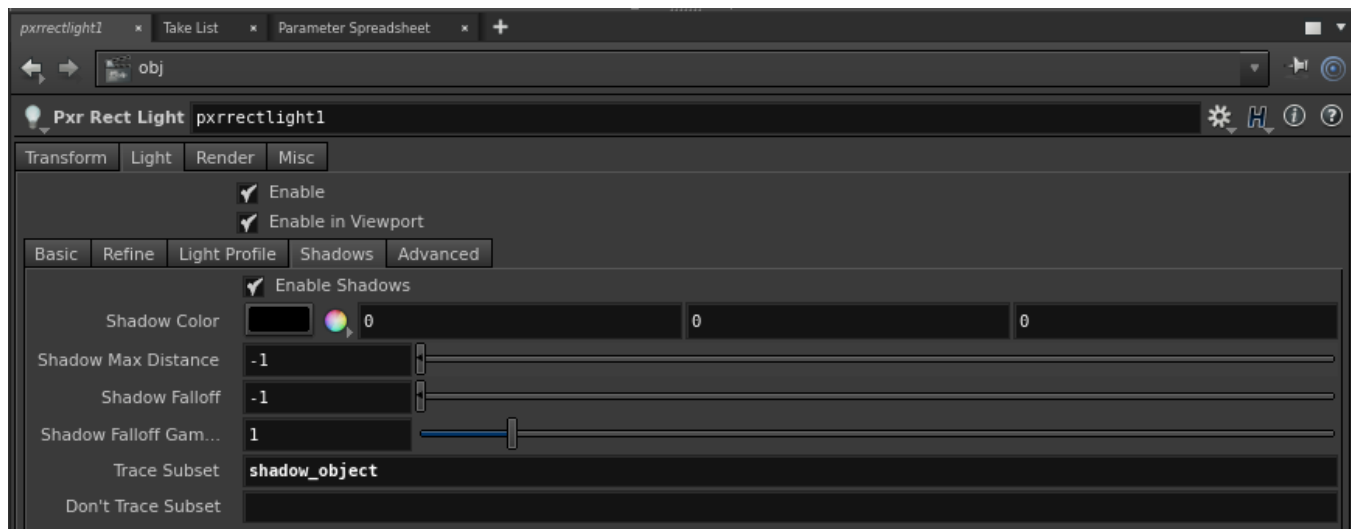 pxrrectlight1 Take List Parameter Spreadsheet
obj
Pxr Rect Light pxrrectlight1
Transform Light Render Misc
Enable
Enable in Viewport
Basic Refine Light Profile Shadows Advanced
Enable Shadows
Shadow Color 0 0 0
Shadow Max Distance -1
Shadow Falloff -1
Shadow Falloff Gam... 1
Trace Subset shadow_object
Don't Trace Subset